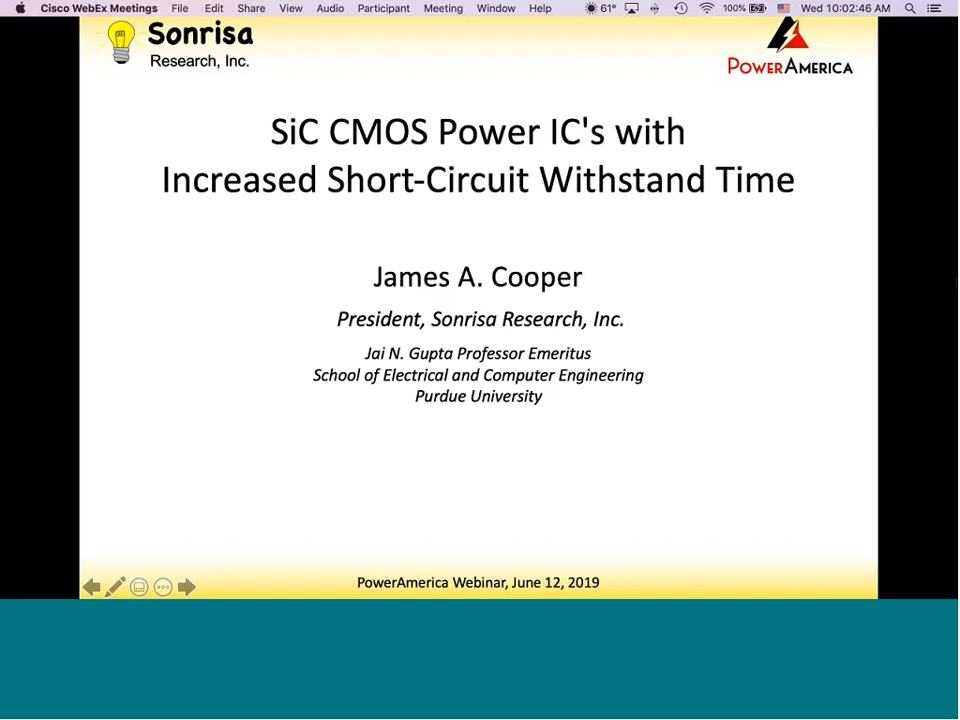 Cisco WebEx Meetings File Edit Share View Audio Participant Meeting Window Help 61° 100% Wed 10:02:46 AM
Sonrisa
Research, Inc.
POWERAMERICA
SiC CMOS Power IC's with
Increased Short-Circuit Withstand Time
James A. Cooper
President, Sonrisa Research, Inc.
Jai N. Gupta Professor Emeritus
School of Electrical and Computer Engineering
Purdue University
PowerAmerica Webinar, June 12, 2019